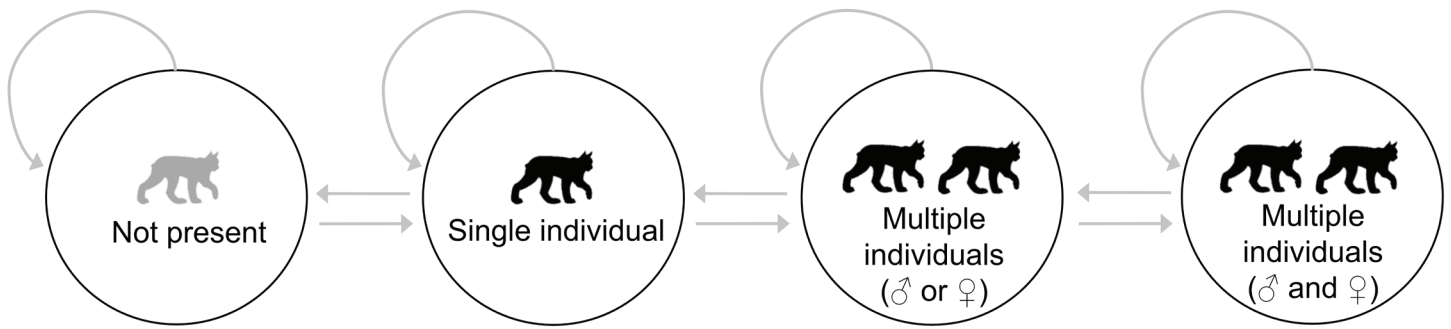 Not present
Single individual
Multiple
individuals
(♂ or ♀)
Multiple
individuals
(♂ and ♀)